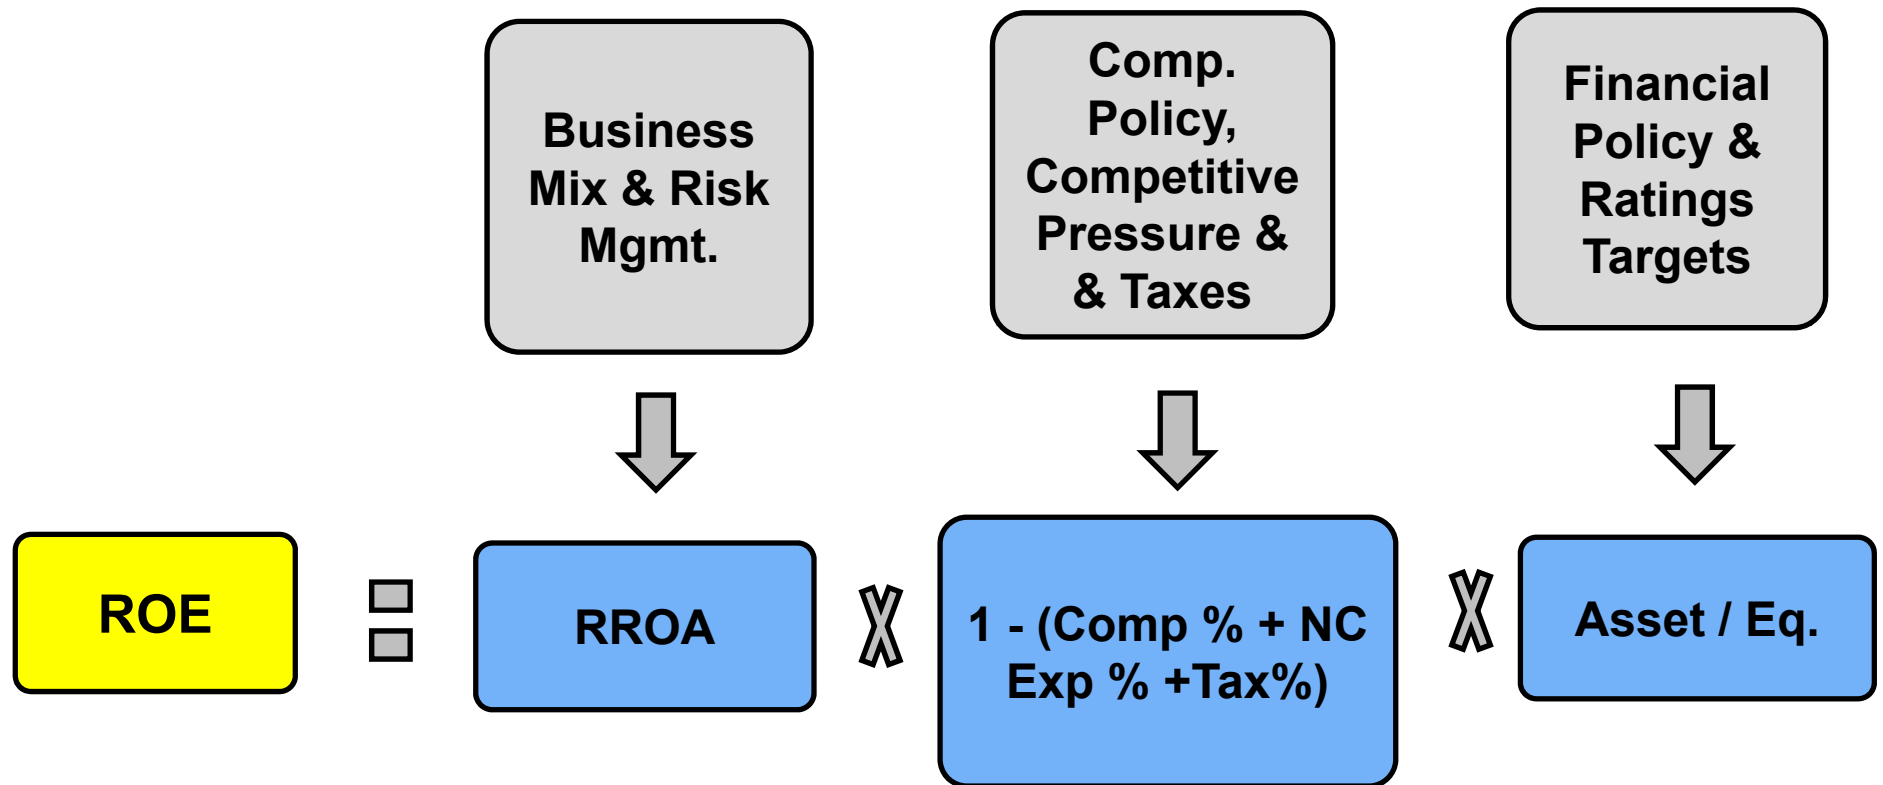 Business
Mix & Risk
Mgmt.
Comp.
Policy,
Competitive
Pressure &
& Taxes
Financial
Policy &
Ratings
Targets
ROE
RROA
1 - (Comp % + NC
Exp % +Tax%)
Asset / Eq.